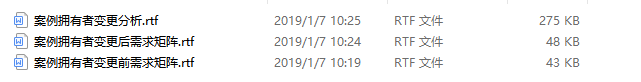 案例拥有者变更分析.rtf 2019/1/7 10:25 RTF 文件 275 KB
案例拥有者变更后需求矩阵.rtf 2019/1/7 10:24 RTF 文件 48 KB
案例拥有者变更前需求矩阵.rtf 2019/1/7 10:19 RTF 文件 43 KB